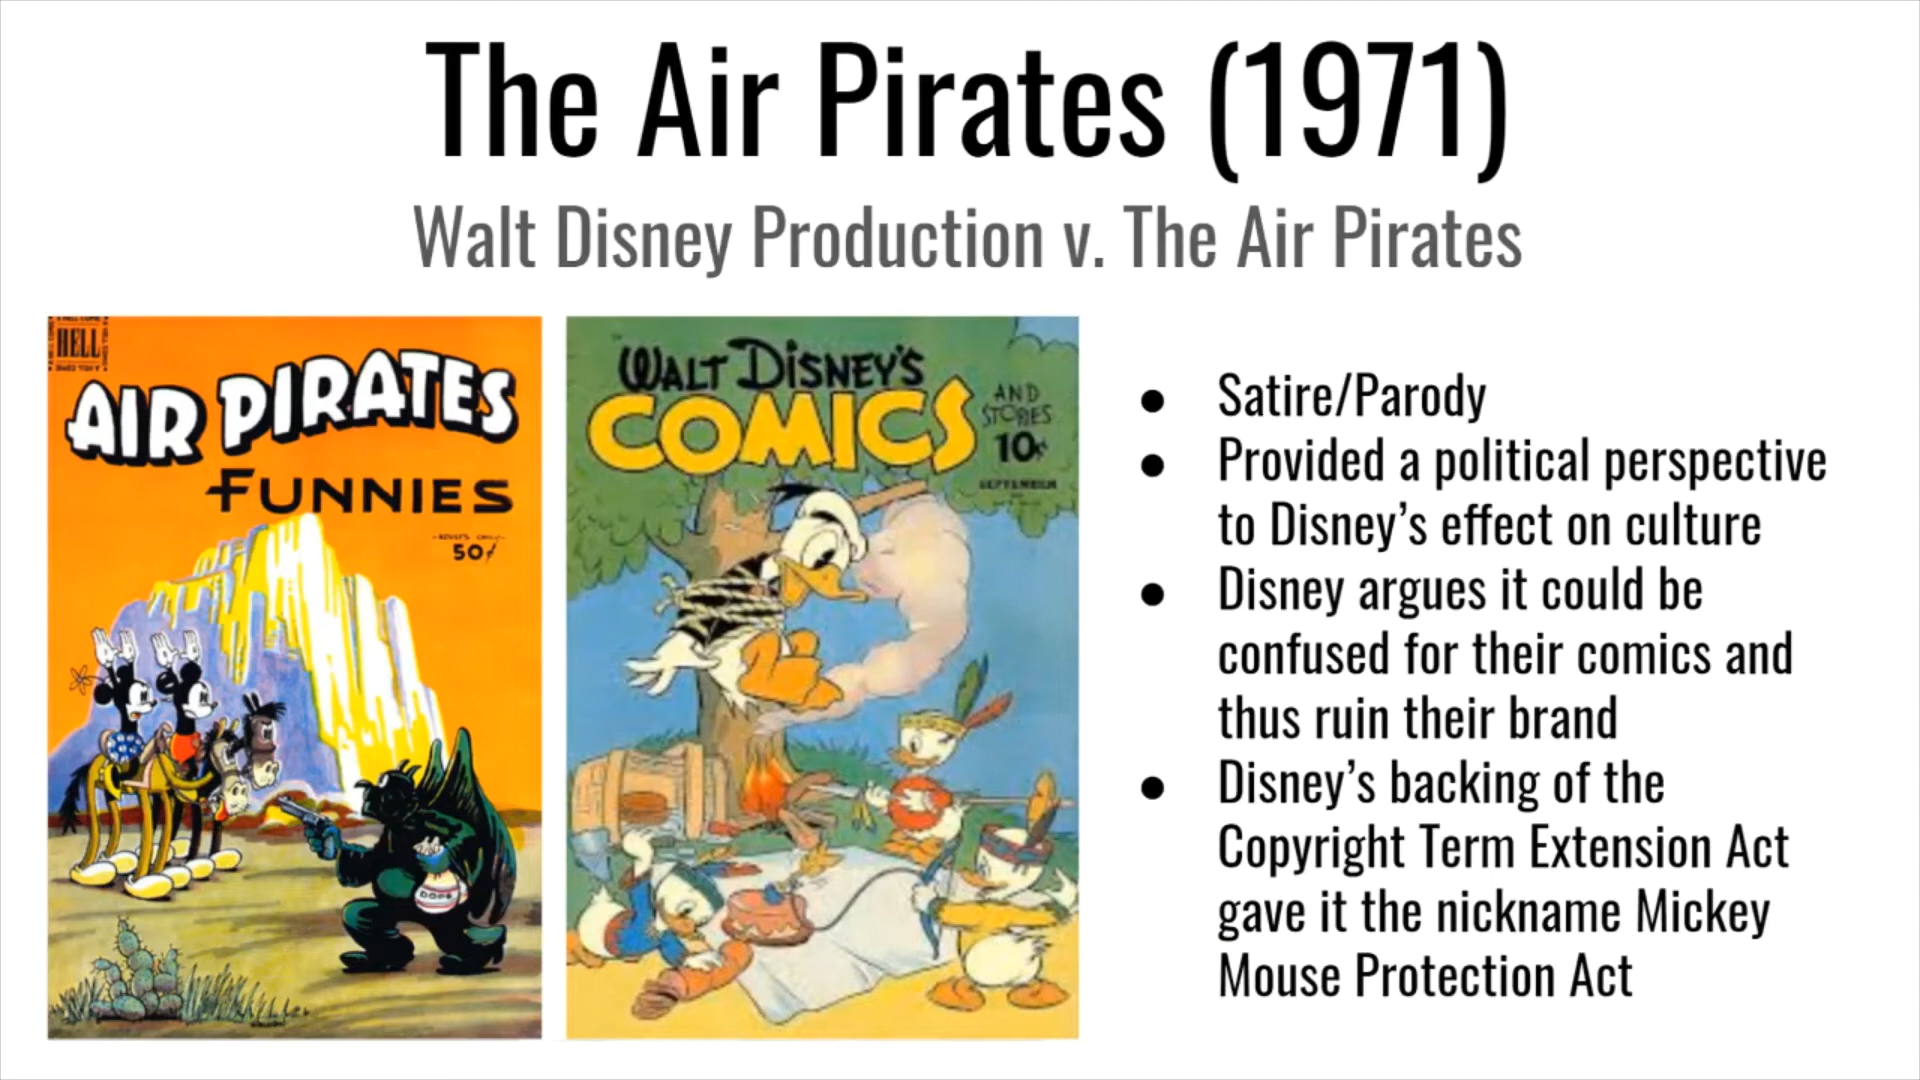 The Air Pirates (1971)
Walt Disney Production v. The Air Pirates
HELL
AIR PIRATES
FUNNIES
50¢
DOPE
WALT DISNEY'S
COMICS
AND
STORIES
10¢
SEPTEMBER
● Satire/Parody
● Provided a political perspective
to Disney’s effect on culture
● Disney argues it could be
confused for their comics and
thus ruin their brand
● Disney’s backing of the
Copyright Term Extension Act
gave it the nickname Mickey
Mouse Protection Act